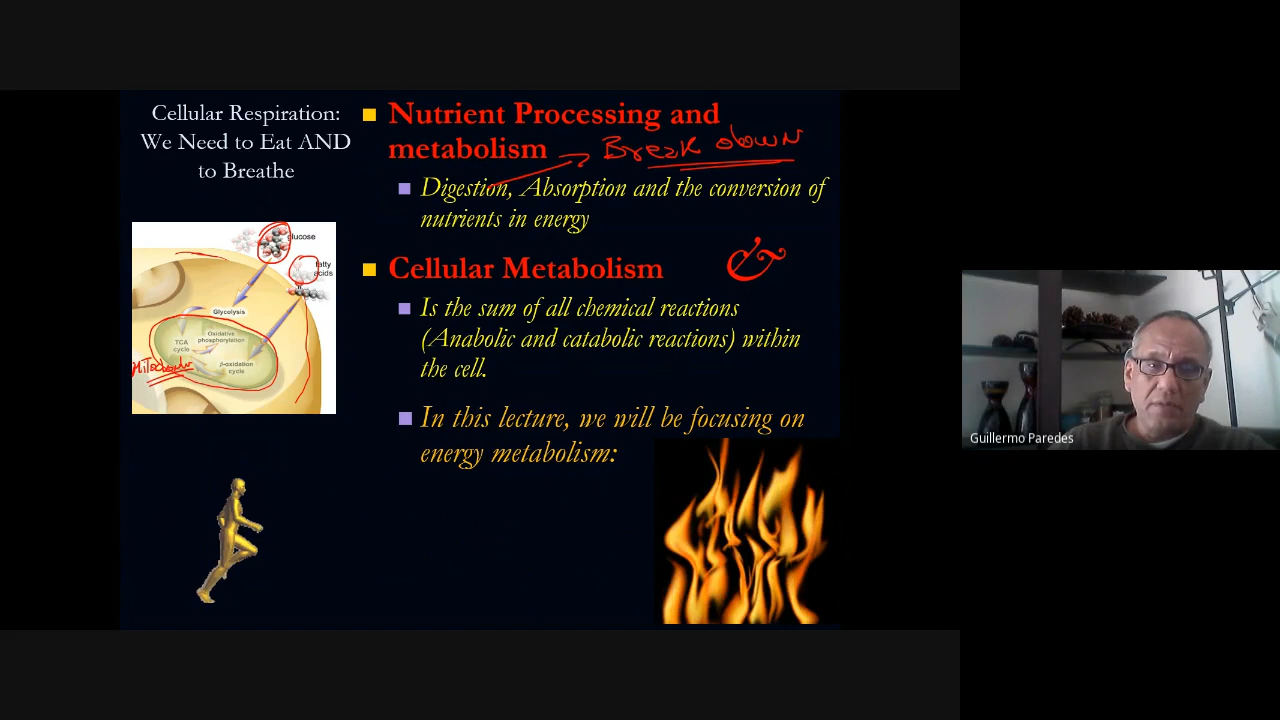 Cellular Respiration:
We Need to Eat AND
to Breathe
Nutrient Processing and
metabolism
Break down
Digestion, Absorption and the conversion of
nutrients in energy
Cellular Metabolism
&
Is the sum of all chemical reactions
(Anabolic and catabolic reactions) within
the cell.
In this lecture, we will be focusing on
energy metabolism:
glucose
fatty
acids
Glycolysis
Oxidative
phosphorylation
TCA
cycle
β-oxidation
cycle
Guillermo Paredes